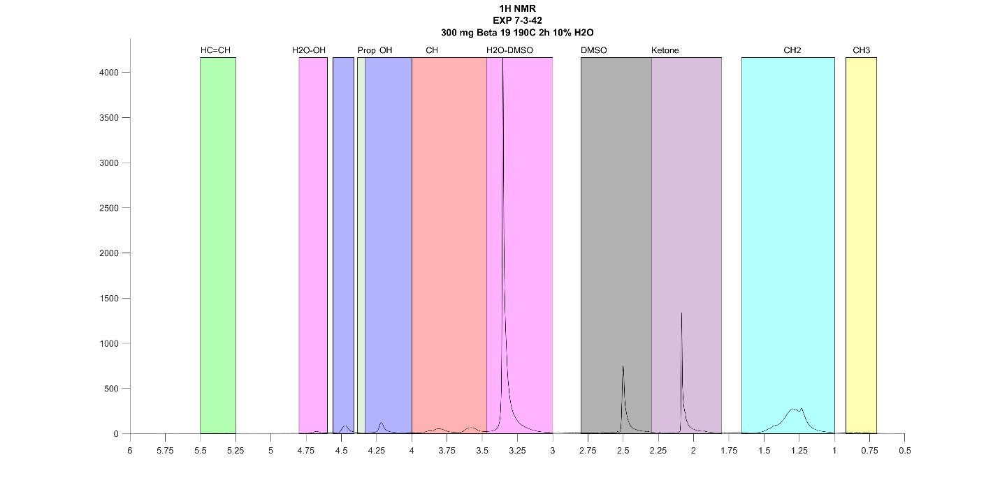 1H NMR
EXP 7-3-42
300 mg Beta 19 190C 2h 10% H2O
HC=CH H2O-OH Prop OH CH H2O-DMSO DMSO Ketone CH2 CH3
4000
3500
3000
2500
2000
1500
1000
500
0
6 5.75 5.5 5.25 5 4.75 4.5 4.25 4 3.75 3.5 3.25 3 2.75 2.5 2.25 2 1.75 1.5 1.25 1 0.75 0.5